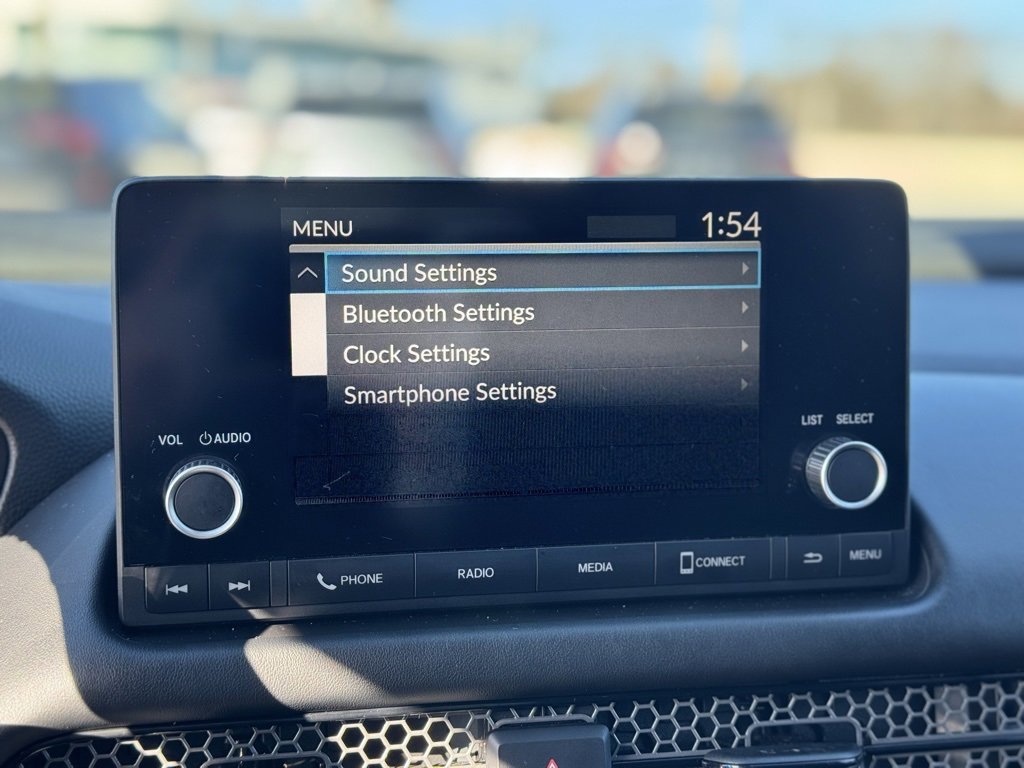 MENU 1:54
Sound Settings
Bluetooth Settings
Clock Settings
Smartphone Settings
VOL AUDIO
LIST SELECT
PHONE RADIO MEDIA CONNECT MENU